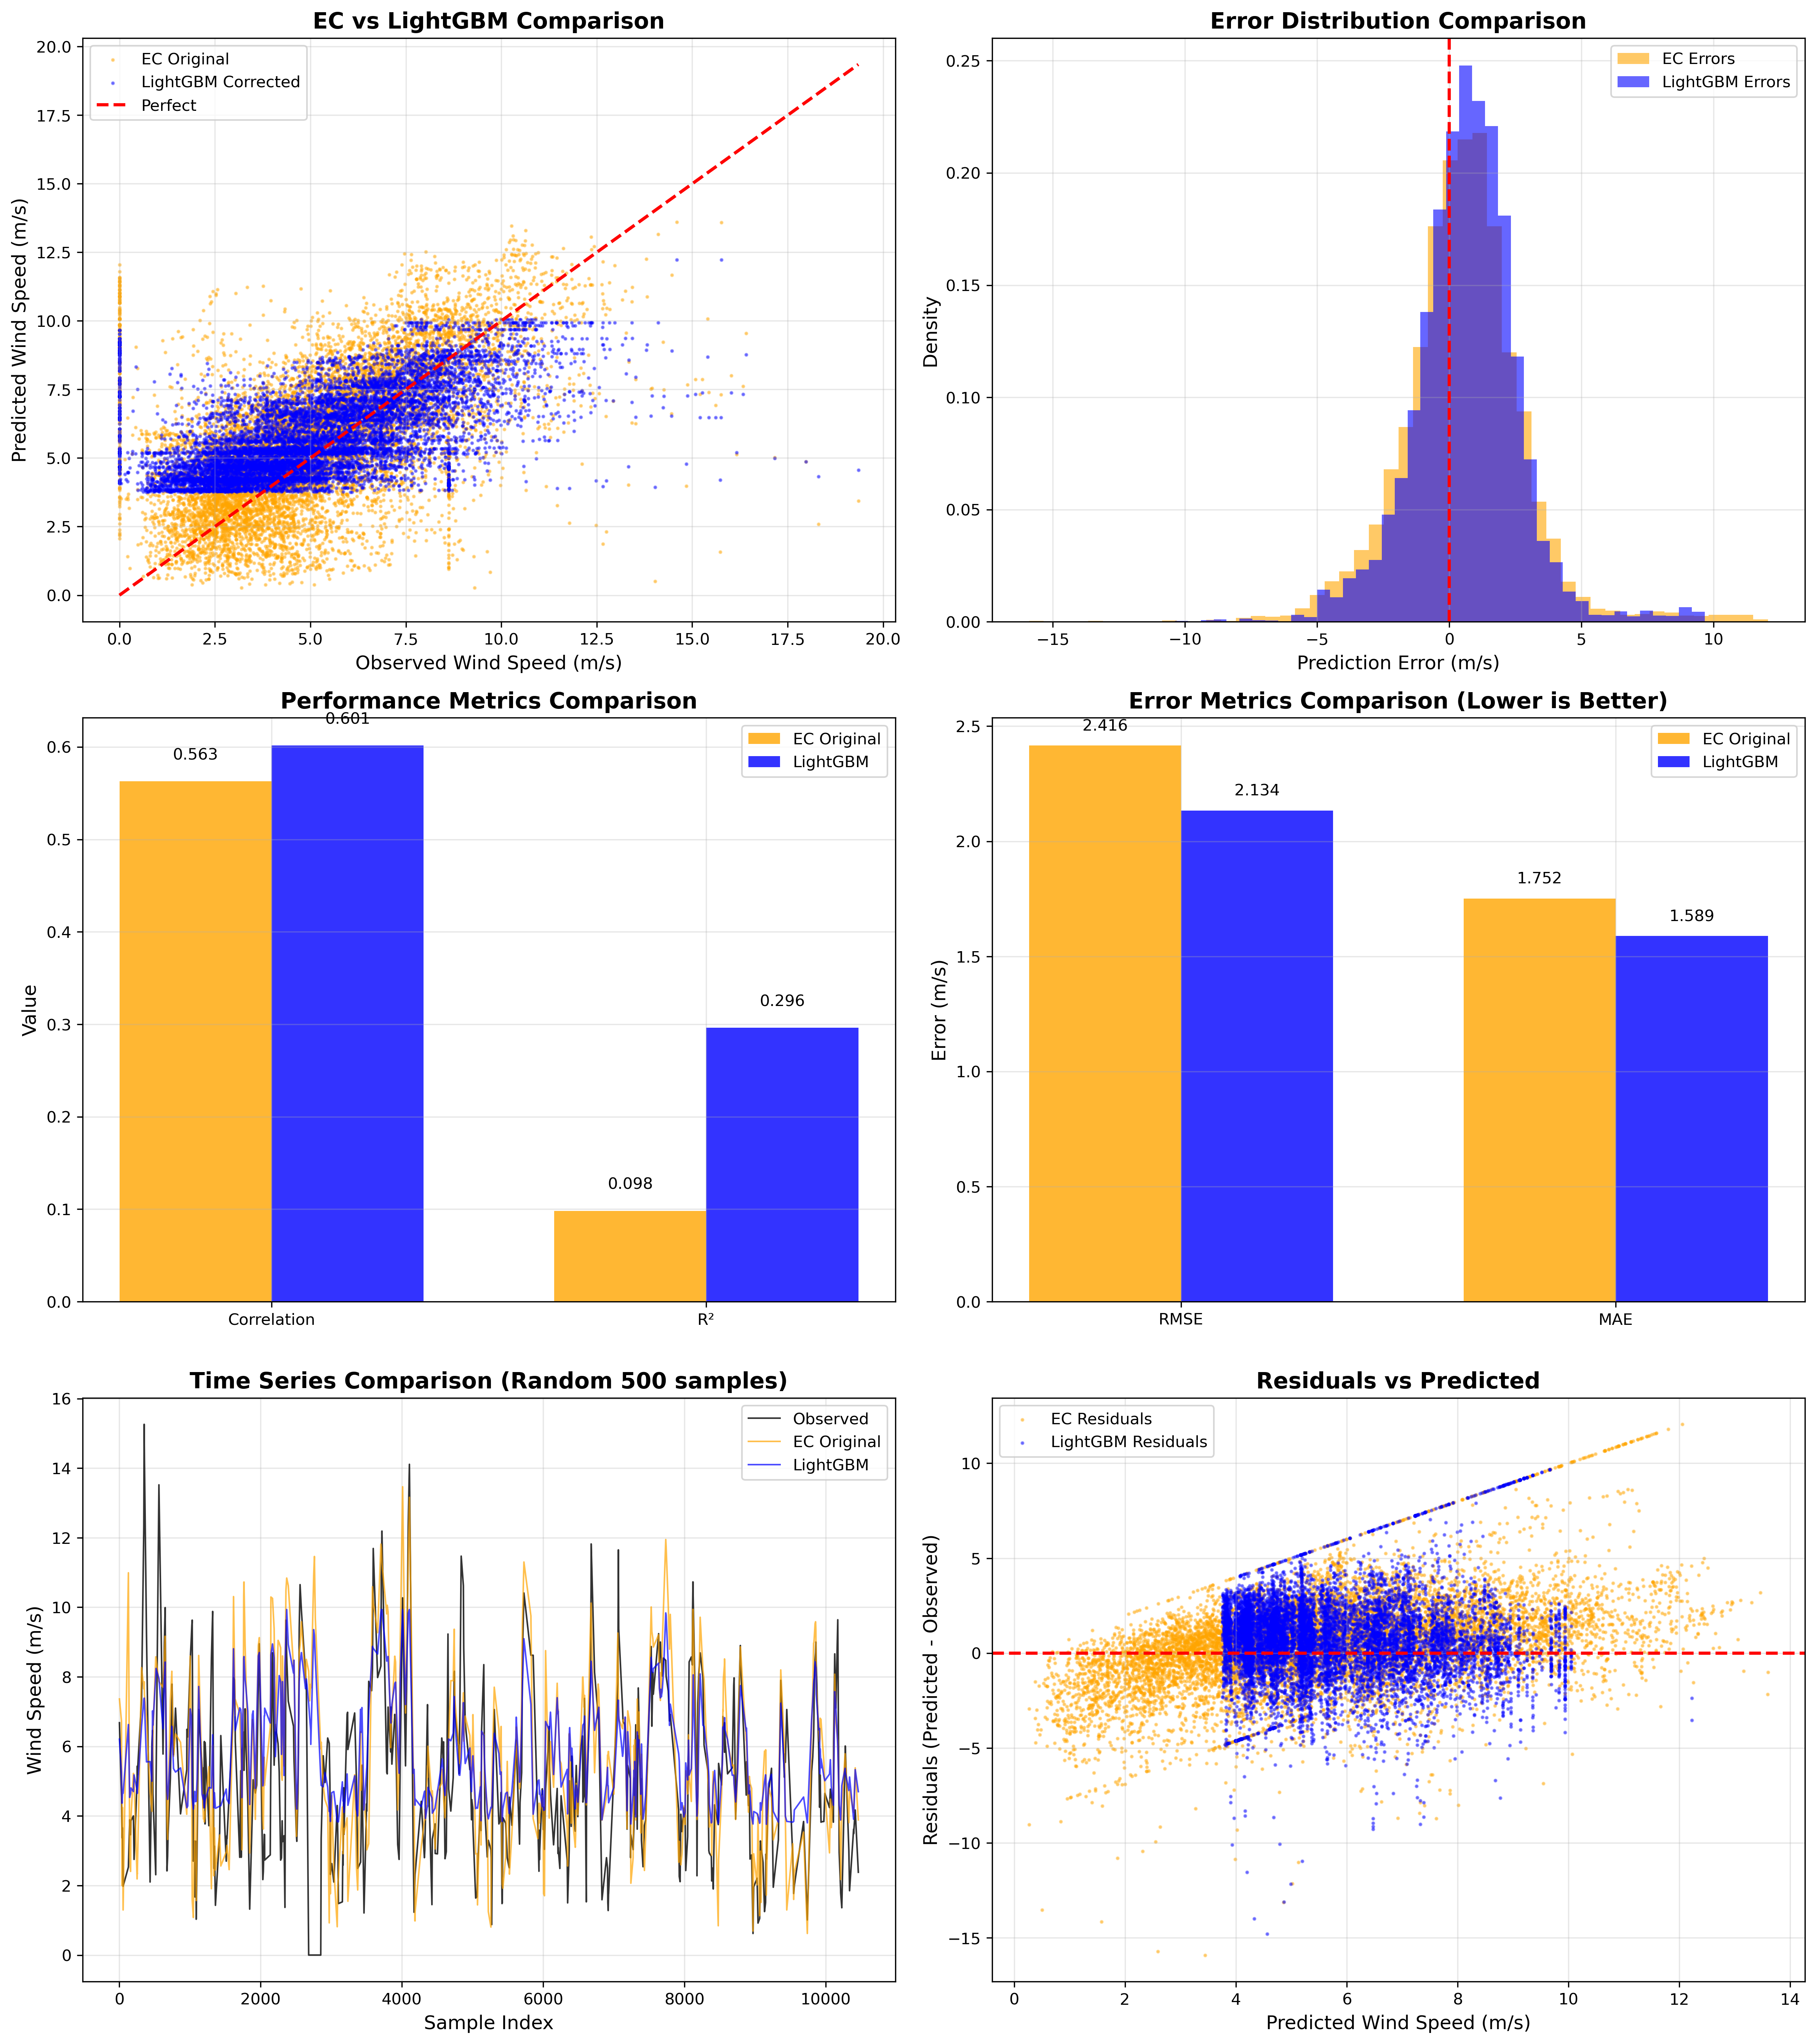 EC vs LightGBM Comparison
EC Original
LightGBM Corrected
Perfect
20.0
17.5
15.0
12.5
10.0
7.5
5.0
2.5
0.0
Predicted Wind Speed (m/s)
0.0 2.5 5.0 7.5 10.0 12.5 15.0 17.5 20.0
Observed Wind Speed (m/s)
Error Distribution Comparison
EC Errors
LightGBM Errors
0.25
0.20
0.15
0.10
0.05
0.00
Density
−15 −10 −5 0 5 10
Prediction Error (m/s)
Performance Metrics Comparison
EC Original
LightGBM
0.601
0.563
0.296
0.098
0.6
0.5
0.4
0.3
0.2
0.1
0.0
Value
Correlation R²
Error Metrics Comparison (Lower is Better)
EC Original
LightGBM
2.416
2.134
1.752
1.589
2.5
2.0
1.5
1.0
0.5
0.0
Error (m/s)
RMSE MAE
Time Series Comparison (Random 500 samples)
Observed
EC Original
LightGBM
16
14
12
10
8
6
4
2
0
Wind Speed (m/s)
0 2000 4000 6000 8000 10000
Sample Index
Residuals vs Predicted
EC Residuals
LightGBM Residuals
10
5
0
−5
−10
−15
Residuals (Predicted - Observed)
0 2 4 6 8 10 12 14
Predicted Wind Speed (m/s)